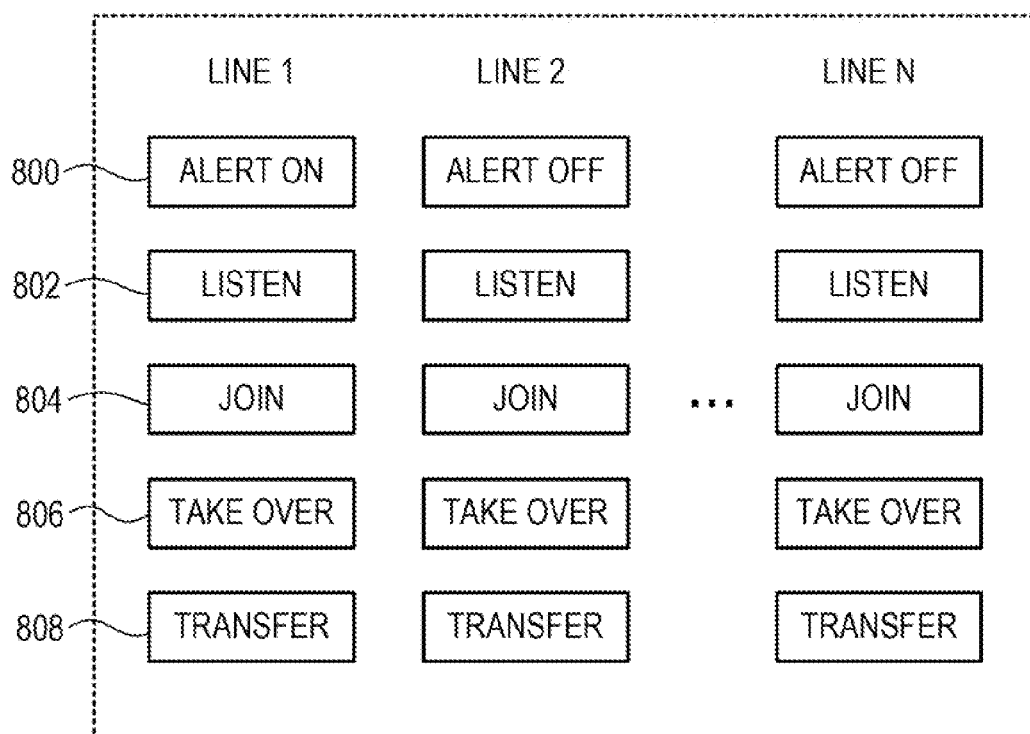 LINE 1 LINE 2 LINE N
800 ALERT ON ALERT OFF ALERT OFF
802 LISTEN LISTEN LISTEN
804 JOIN JOIN ... JOIN
806 TAKE OVER TAKE OVER TAKE OVER
808 TRANSFER TRANSFER TRANSFER